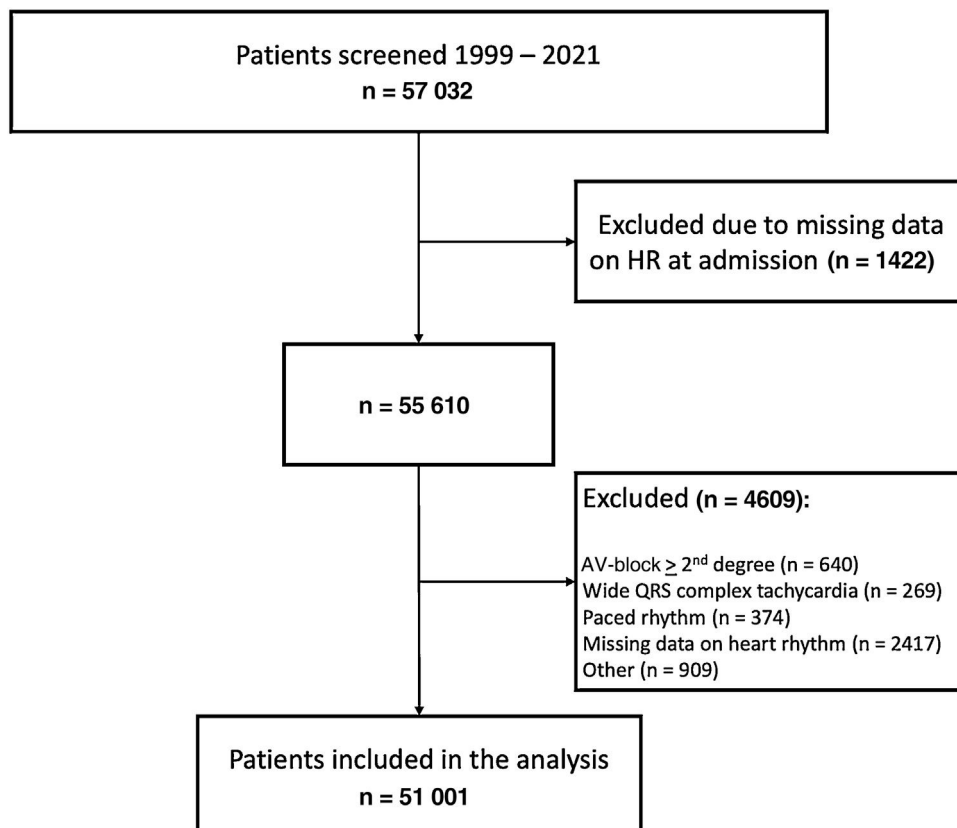 Patients screened 1999 – 2021
n = 57 032
Excluded due to missing data
on HR at admission (n = 1422)
n = 55 610
Excluded (n = 4609):
AV-block ≥ 2nd degree (n = 640)
Wide QRS complex tachycardia (n = 269)
Paced rhythm (n = 374)
Missing data on heart rhythm (n = 2417)
Other (n = 909)
Patients included in the analysis
n = 51 001